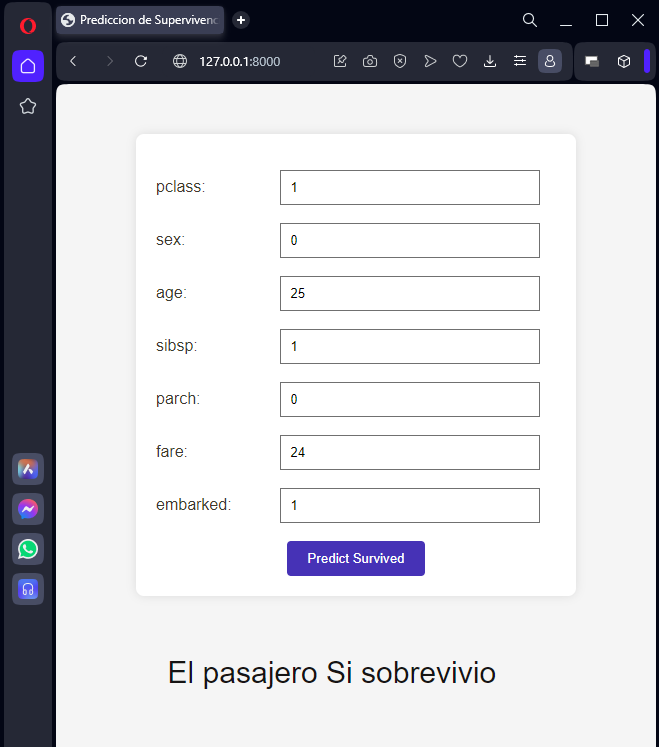 Prediccion de Supervivenc
127.0.0.1:8000
pclass: 1
sex: 0
age: 25
sibsp: 1
parch: 0
fare: 24
embarked: 1
Predict Survived
El pasajero Si sobrevivio